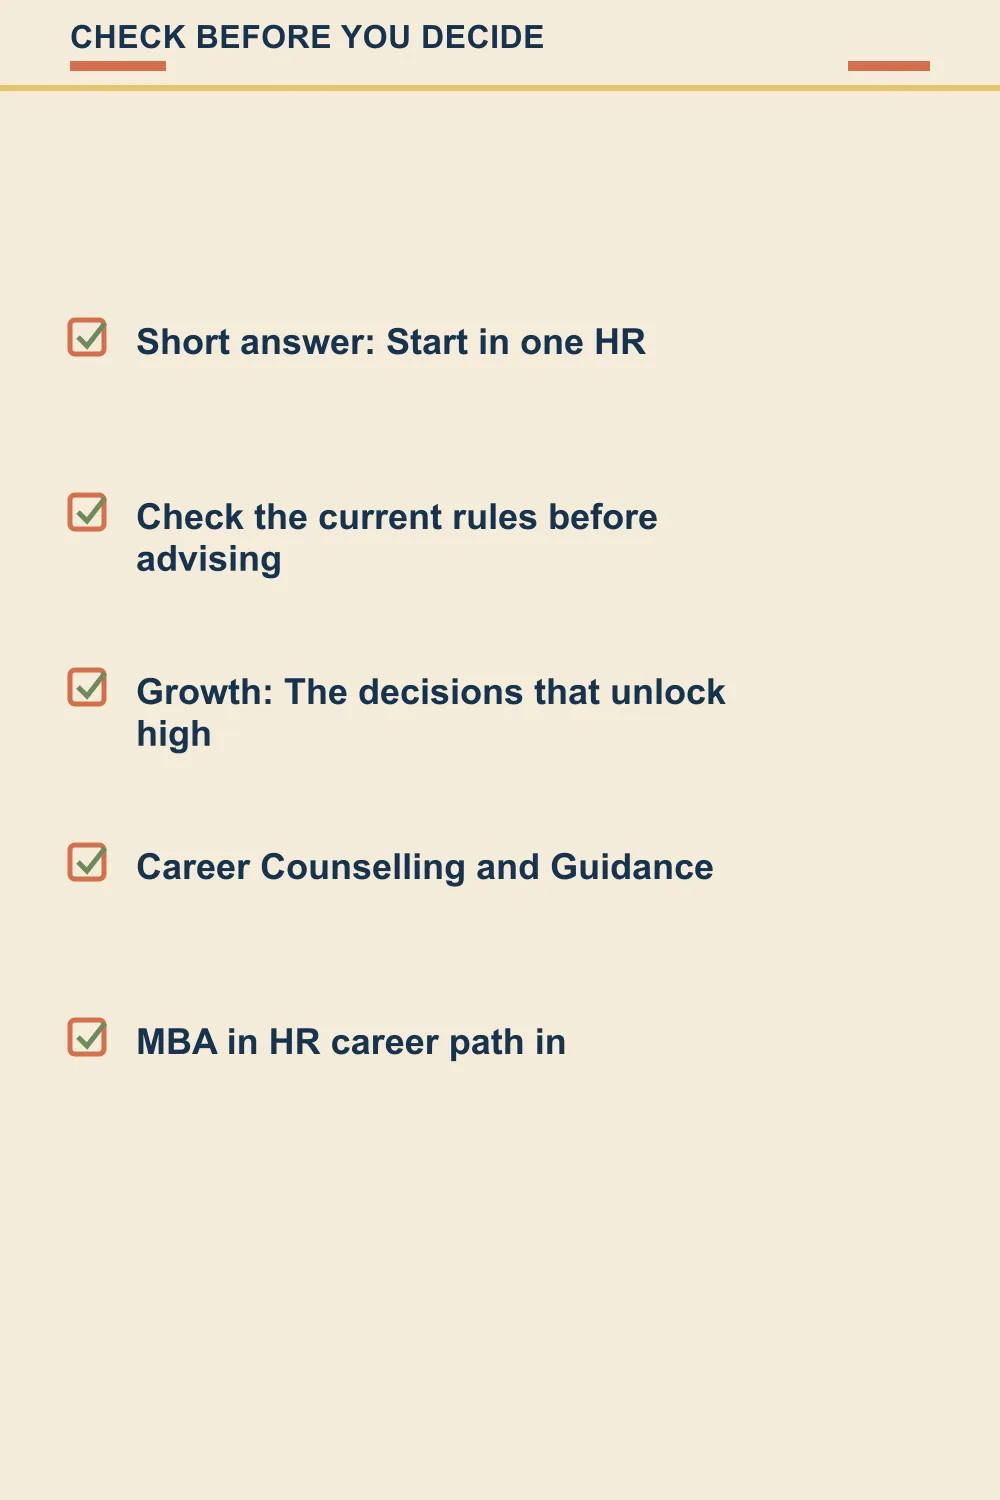 CHECK BEFORE YOU DECIDE
Short answer: Start in one HR
Check the current rules before
advising
Growth: The decisions that unlock
high
Career Counselling and Guidance
MBA in HR career path in